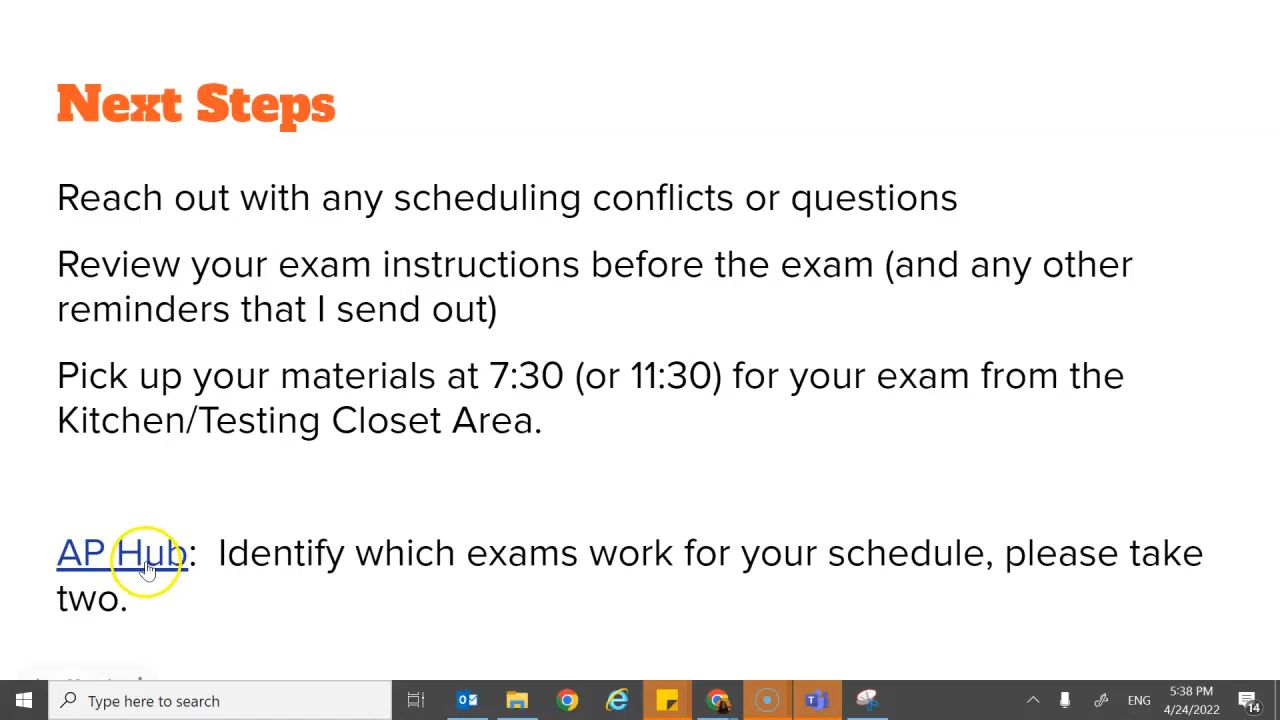 Next Steps
Reach out with any scheduling conflicts or questions
Review your exam instructions before the exam (and any other
reminders that I send out)
Pick up your materials at 7:30 (or 11:30) for your exam from the
Kitchen/Testing Closet Area.
AP Hub: Identify which exams work for your schedule, please take
two.
Type here to search
ENG
5:38 PM
4/24/2022
14